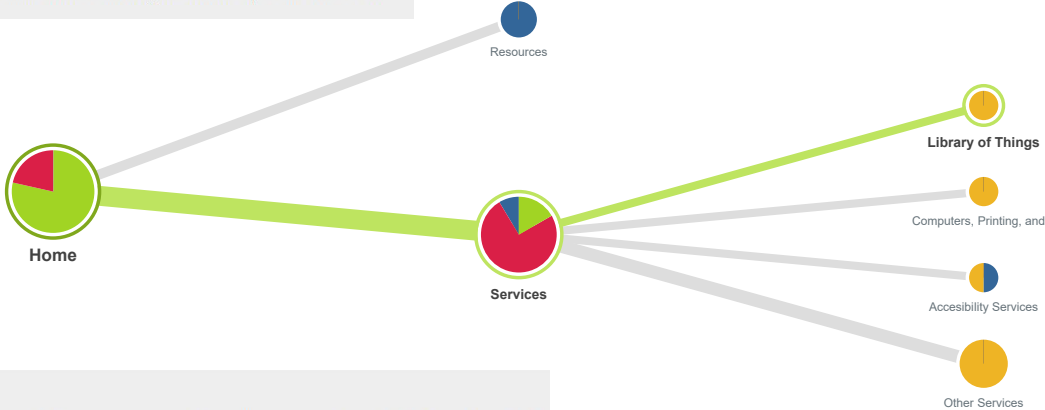 Resources
Library of Things
Computers, Printing, and
Home
Services
Accesibility Services
Other Services